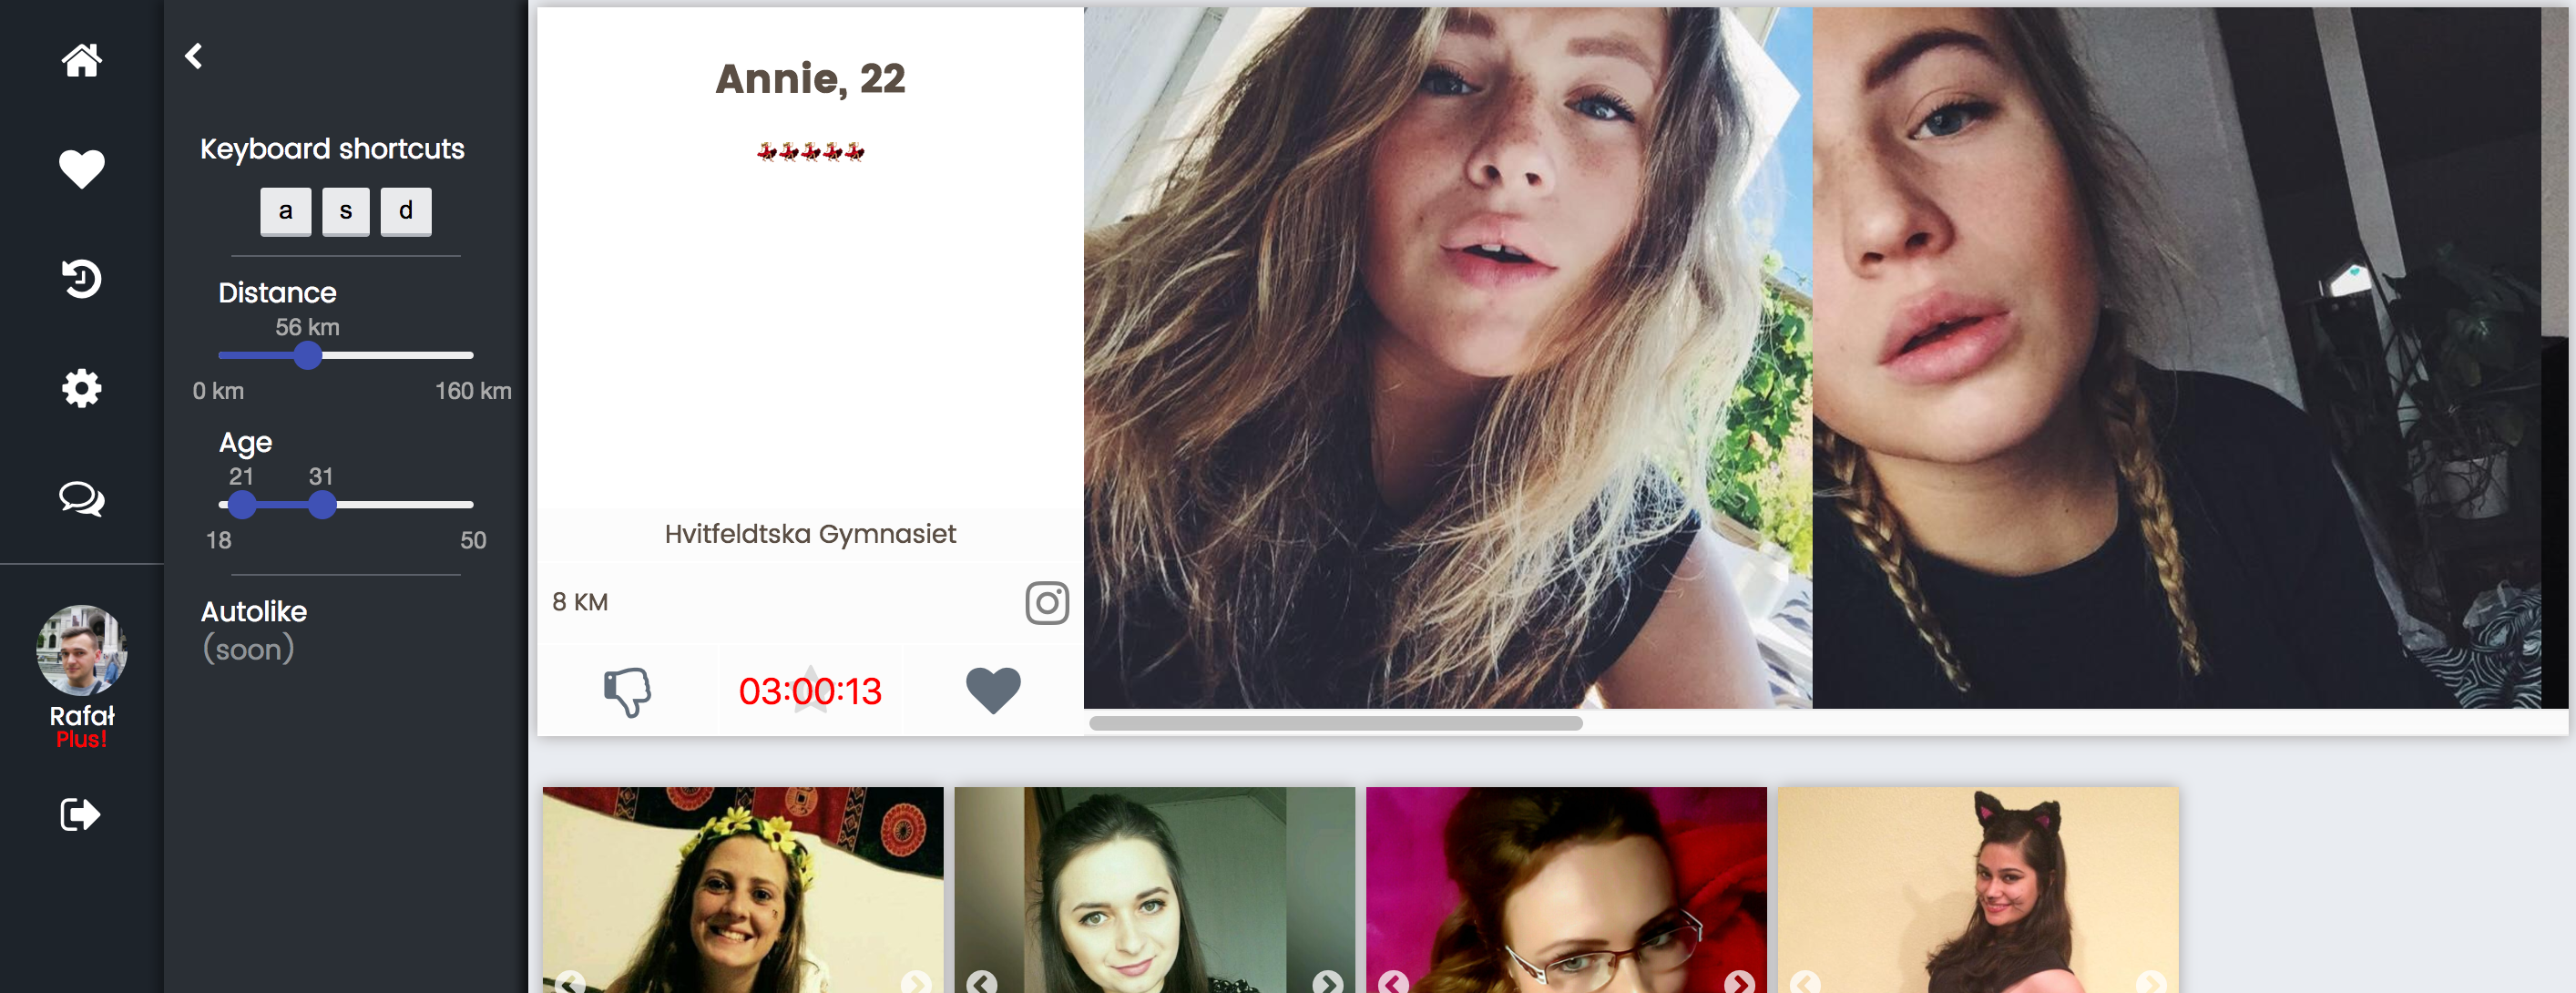 Keyboard shortcuts
a s d
Distance
56 km
0 km 160 km
Age
21 31
18 50
Autolike
(soon)
Rafał
Plus!
Annie, 22
💃💃💃💃💃
Hvitfeldtska Gymnasiet
8 KM
03:00:13